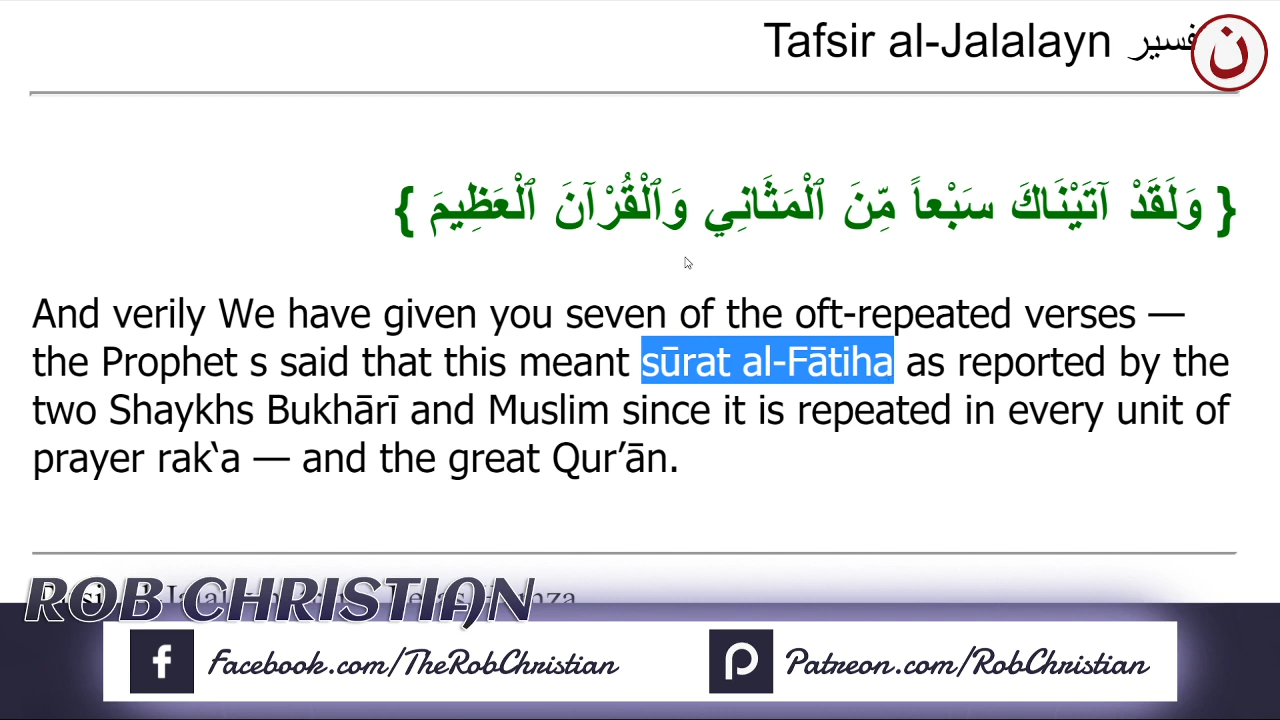 Tafsir al-Jalalayn
ن
{ وَلَقَدْ آتَيْنَاكَ سَبْعاً مِّنَ ٱلْمَثَانِي وَٱلْقُرْآنَ ٱلْعَظِيمَ }
And verily We have given you seven of the oft-repeated verses —
the Prophet s said that this meant sūrat al-Fātiha as reported by the
two Shaykhs Bukhārī and Muslim since it is repeated in every unit of
prayer rak‘a — and the great Qur’ān.
ROB CHRISTIAN
Facebook.com/TheRobChristian
Patreon.com/RobChristian